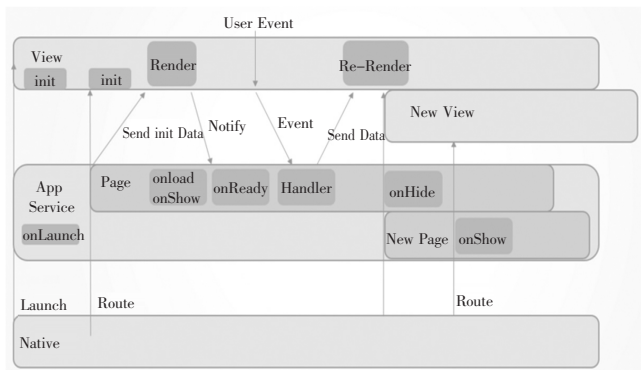 User Event
View
init
init
Render
Re-Render
New View
Send init Data
Notify
Event
Send Data
App
Service
onLaunch
Page
onload
onShow
onReady
Handler
onHide
New Page
onShow
Launch
Route
Route
Native